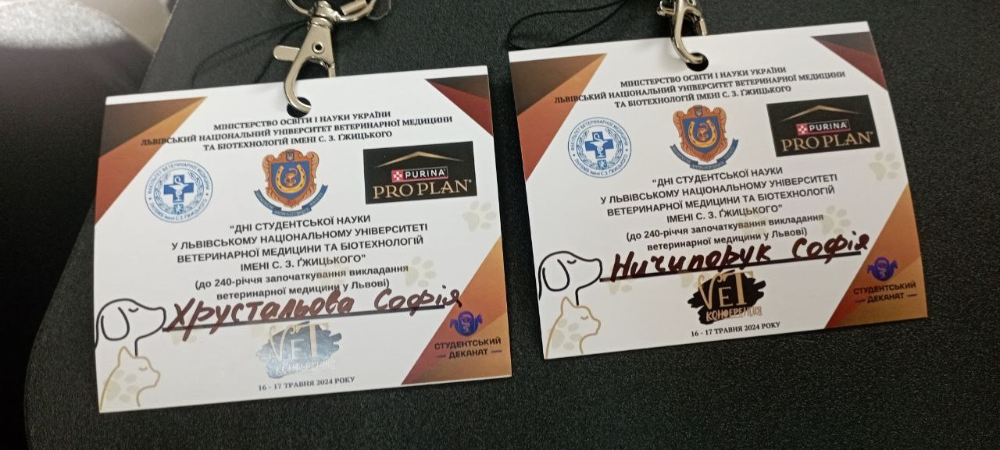 МІНІСТЕРСТВО ОСВІТИ І НАУКИ УКРАЇНИ
ЛЬВІВСЬКИЙ НАЦІОНАЛЬНИЙ УНІВЕРСИТЕТ ВЕТЕРИНАРНОЇ МЕДИЦИНИ
ТА БІОТЕХНОЛОГІЙ ІМЕНІ С. З. ҐЖИЦЬКОГО
PURINA
PRO PLAN
"ДНІ СТУДЕНТСЬКОЇ НАУКИ
У ЛЬВІВСЬКОМУ НАЦІОНАЛЬНОМУ УНІВЕРСИТЕТІ
ВЕТЕРИНАРНОЇ МЕДИЦИНИ ТА БІОТЕХНОЛОГІЙ
ІМЕНІ С. З. ҐЖИЦЬКОГО"
(до 240-річчя започаткування викладання
ветеринарної медицини у Львові)
Хрустальова Софія
VET
КОНФЕРЕНЦІЯ
СТУДЕНТСЬКИЙ
ДЕКАНАТ
16 - 17 ТРАВНЯ 2024 РОКУ
МІНІСТЕРСТВО ОСВІТИ І НАУКИ УКРАЇНИ
ЛЬВІВСЬКИЙ НАЦІОНАЛЬНИЙ УНІВЕРСИТЕТ ВЕТЕРИНАРНОЇ МЕДИЦИНИ
ТА БІОТЕХНОЛОГІЙ ІМЕНІ С. З. ҐЖИЦЬКОГО
PURINA
PRO PLAN
"ДНІ СТУДЕНТСЬКОЇ НАУКИ
У ЛЬВІВСЬКОМУ НАЦІОНАЛЬНОМУ УНІВЕРСИТЕТІ
ВЕТЕРИНАРНОЇ МЕДИЦИНИ ТА БІОТЕХНОЛОГІЙ
ІМЕНІ С. З. ҐЖИЦЬКОГО"
(до 240-річчя започаткування викладання
ветеринарної медицини у Львові)
Ничипорук Софія
VET
КОНФЕРЕНЦІЯ
СТУДЕНТСЬКИЙ
ДЕКАНАТ
16 - 17 ТРАВНЯ 2024 РОКУ